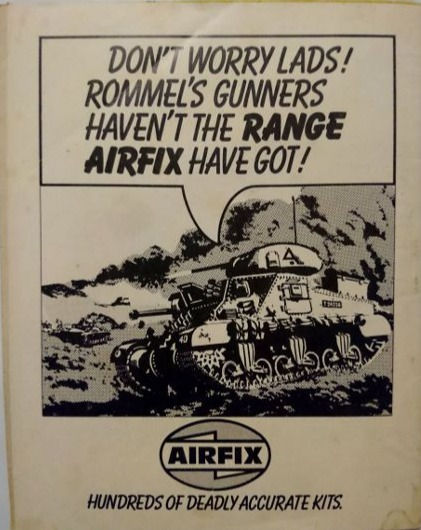 DON'T WORRY LADS!
ROMMEL'S GUNNERS
HAVEN'T THE RANGE
AIRFIX HAVE GOT!
A
AIRFIX
HUNDREDS OF DEADLY ACCURATE KITS.